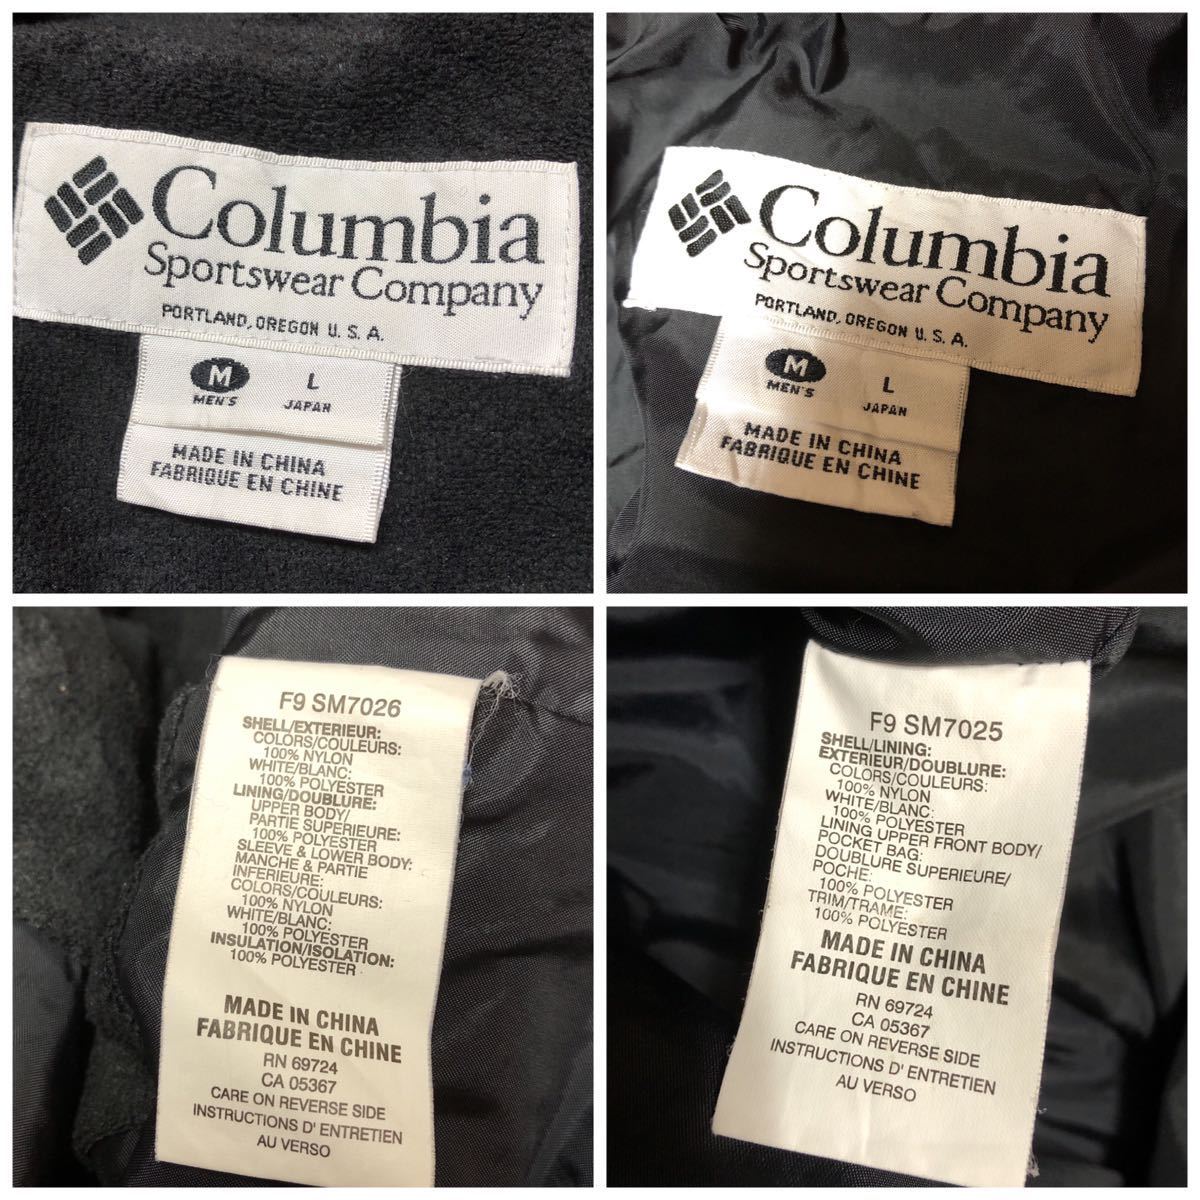 Columbia
Sportswear Company
PORTLAND, OREGON U.S.A.
M L
MEN'S JAPAN
MADE IN CHINA
FABRIQUE EN CHINE
Columbia
Sportswear Company
PORTLAND, OREGON U.S.A.
M L
MEN'S JAPAN
MADE IN CHINA
FABRIQUE EN CHINE
F9 SM7026
SHELL/EXTERIEUR:
COLORS/COULEURS:
100% NYLON
WHITE/BLANC:
100% POLYESTER
LINING/DOUBLURE:
UPPER BODY/
PARTIE SUPERIEURE:
100% POLYESTER
SLEEVE & LOWER BODY:
MANCHE & PARTIE
INFERIEURE:
COLORS/COULEURS:
100% NYLON
WHITE/BLANC:
100% POLYESTER
INSULATION/ISOLATION:
100% POLYESTER
MADE IN CHINA
FABRIQUE EN CHINE
RN 69724
CA 05367
CARE ON REVERSE SIDE
INSTRUCTIONS D' ENTRETIEN
AU VERSO
F9 SM7025
SHELL/LINING:
EXTERIEUR/DOUBLURE:
COLORS/COULEURS:
100% NYLON
WHITE/BLANC:
100% POLYESTER
LINING UPPER FRONT BODY/
POCKET BAG:
DOUBLURE SUPERIEURE/
POCHE:
100% POLYESTER
TRIM/TRAME:
100% POLYESTER
MADE IN CHINA
FABRIQUE EN CHINE
RN 69724
CA 05367
CARE ON REVERSE SIDE
INSTRUCTIONS D' ENTRETIEN
AU VERSO